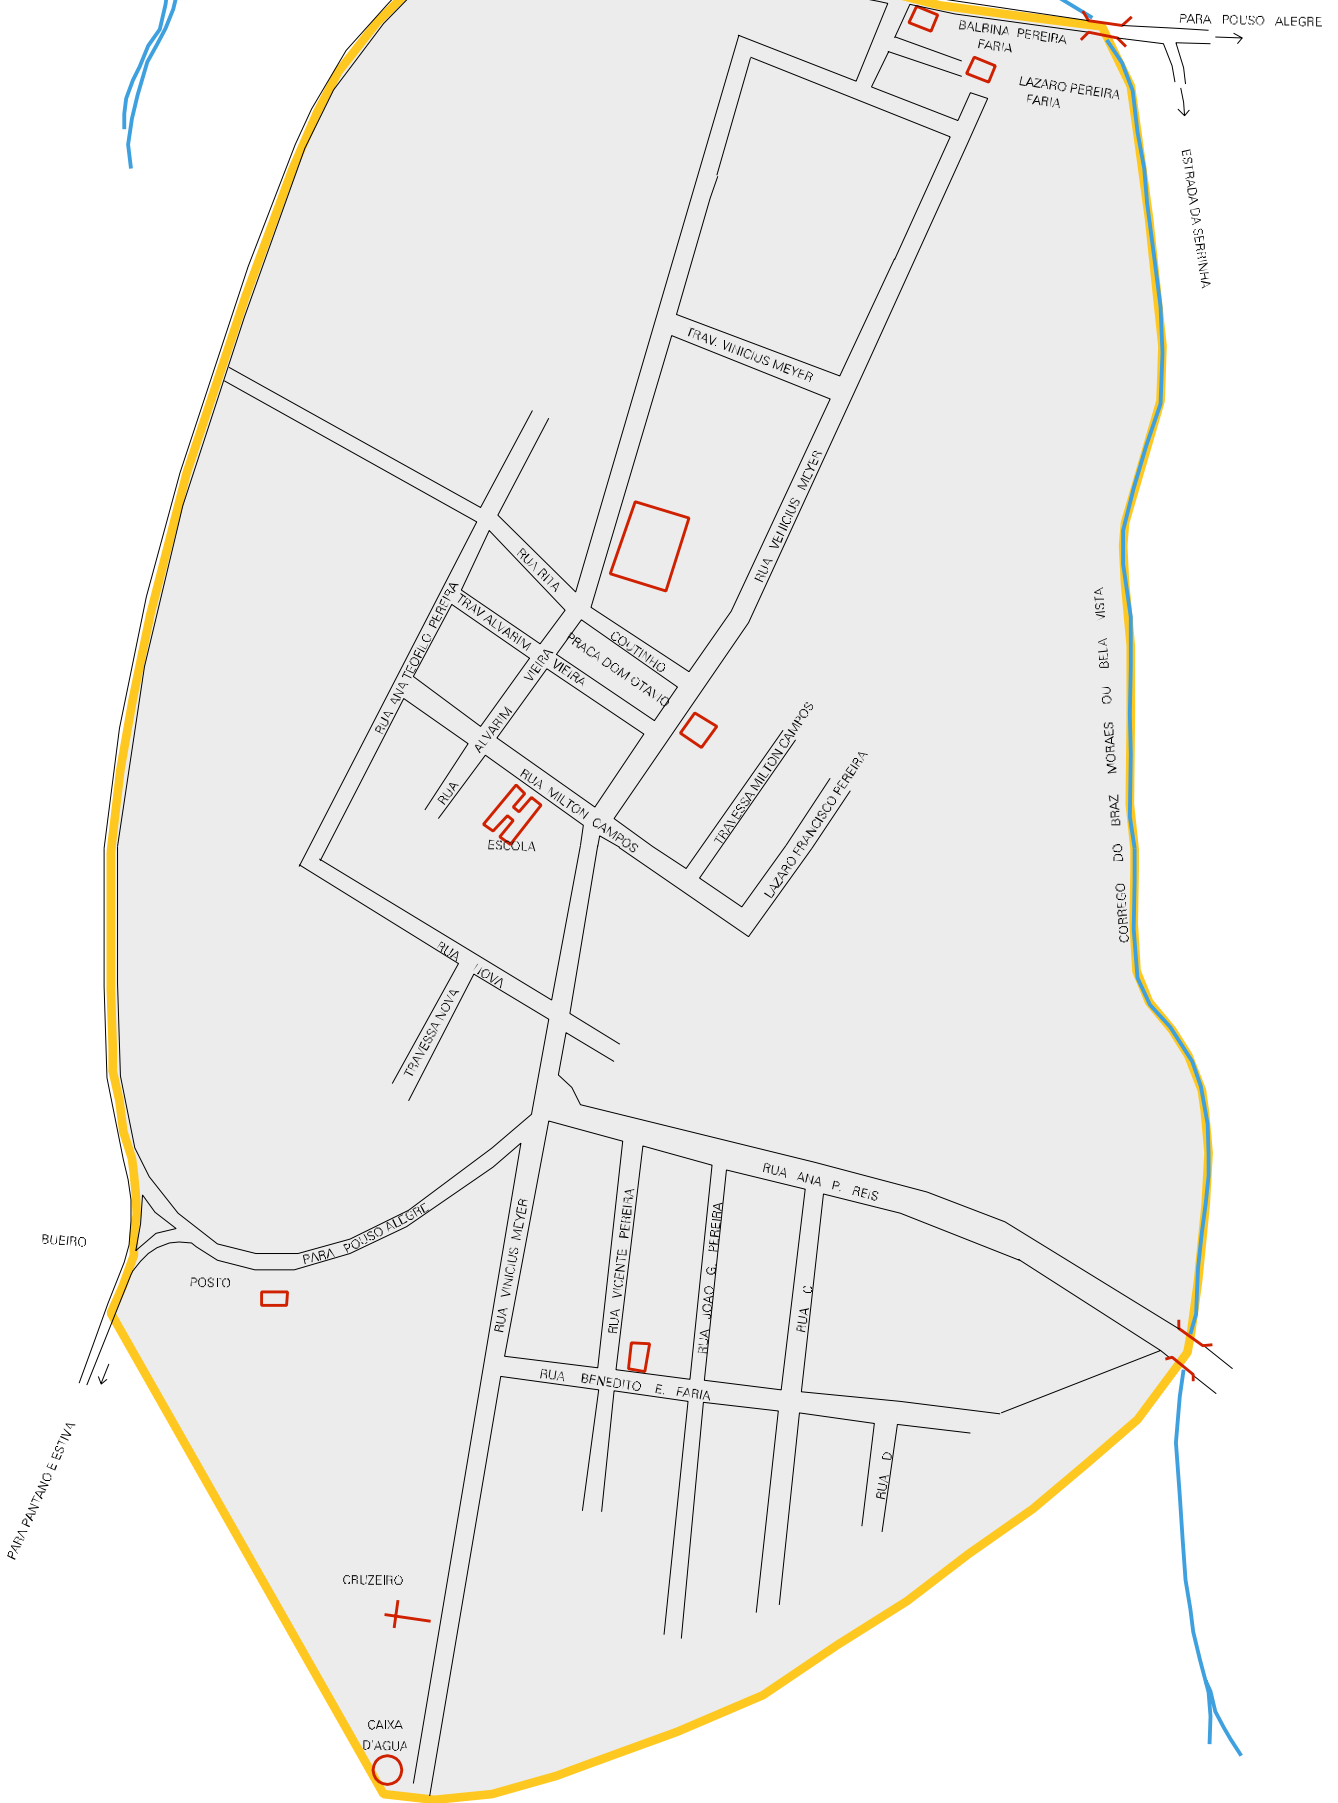 PARA POUSO ALEGRE
BALBINA PEREIRA
FARIA
LAZARO PEREIRA
FARIA
ESTRADA DA SERRINHA
TRAV. VINICIUS MEYER
RUA VENICIUS MEYER
RUA RITA
COUTINHO
PRACA DOM OTAVIO
TRAV ALVARIM VIEIRA
RUA ANA TEOFILO PEREIRA
RUA ALVARIM VIEIRA
RUA MILTON CAMPOS
ESCOLA
TRAVESSA MILTON CAMPOS
LAZARO FRANCISCO PEREIRA
CORREGO DO BRAZ MORAES OU BELA VISTA
RUA NOVA
TRAVESSA NOVA
RUA ANA P. REIS
PARA POUSO ALEGRE
BUEIRO
POSTO
RUA VINICIUS MEYER
RUA VICENTE PEREIRA
RUA JOAO G. PEREIRA
RUA C
RUA BENEDITO E. FARIA
RUA D
PARA PANTANO E ESTIVA
CRUZEIRO
CAIXA
D'AGUA